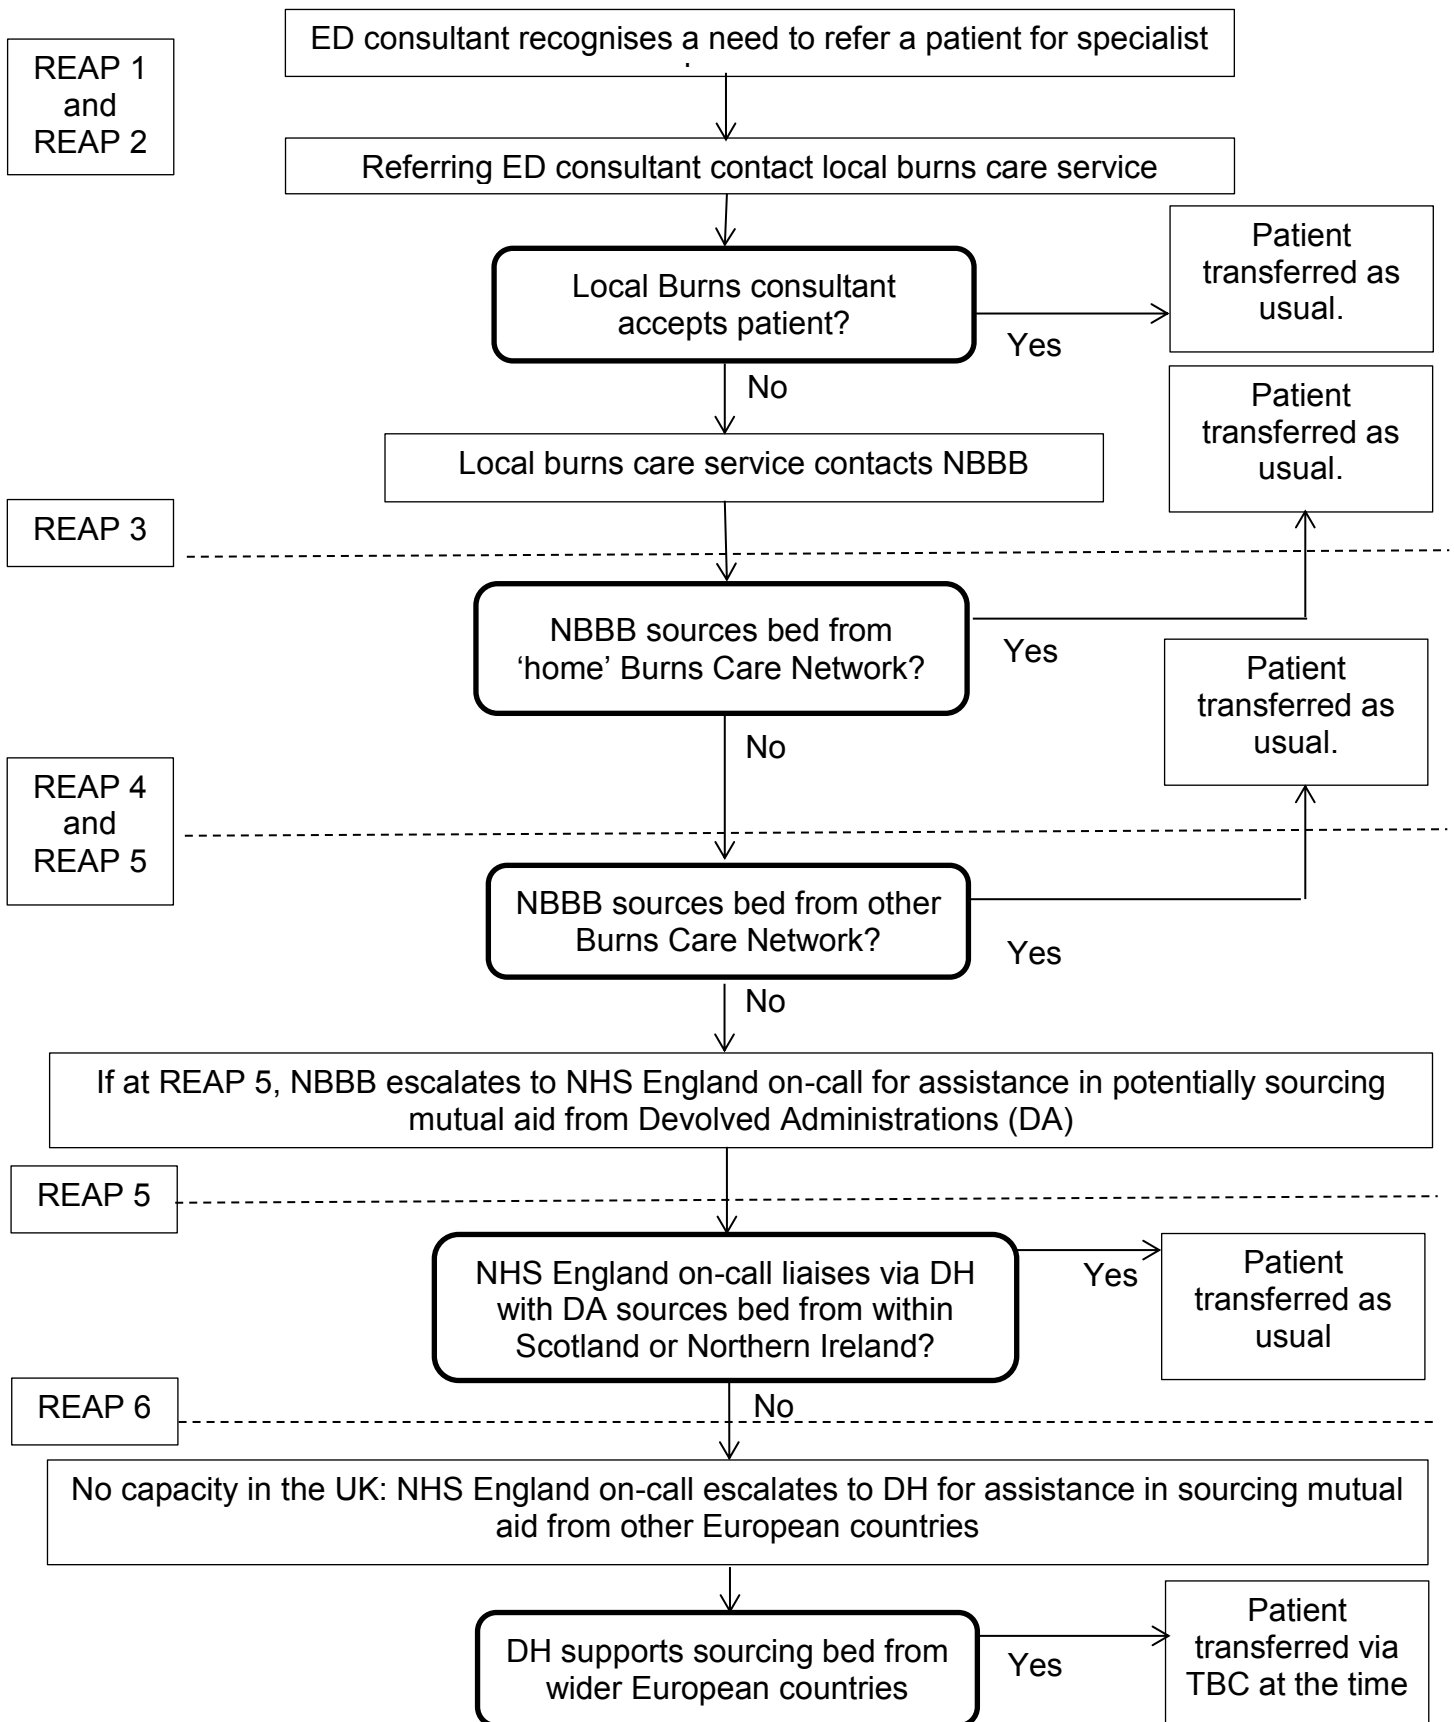 ED consultant recognises a need to refer a patient for specialist
REAP 1
and
REAP 2
Referring ED consultant contact local burns care service
Local Burns consultant
accepts patient?
Yes
Patient
transferred as
usual.
No
Local burns care service contacts NBBB
Patient
transferred as
usual.
REAP 3
NBBB sources bed from
‘home’ Burns Care Network?
Yes
Patient
transferred as
usual.
No
REAP 4
and
REAP 5
NBBB sources bed from other
Burns Care Network?
Yes
No
If at REAP 5, NBBB escalates to NHS England on-call for assistance in potentially sourcing
mutual aid from Devolved Administrations (DA)
REAP 5
NHS England on-call liaises via DH
with DA sources bed from within
Scotland or Northern Ireland?
Yes
Patient
transferred as
usual
REAP 6
No
No capacity in the UK: NHS England on-call escalates to DH for assistance in sourcing mutual
aid from other European countries
DH supports sourcing bed from
wider European countries
Yes
Patient
transferred via
TBC at the time